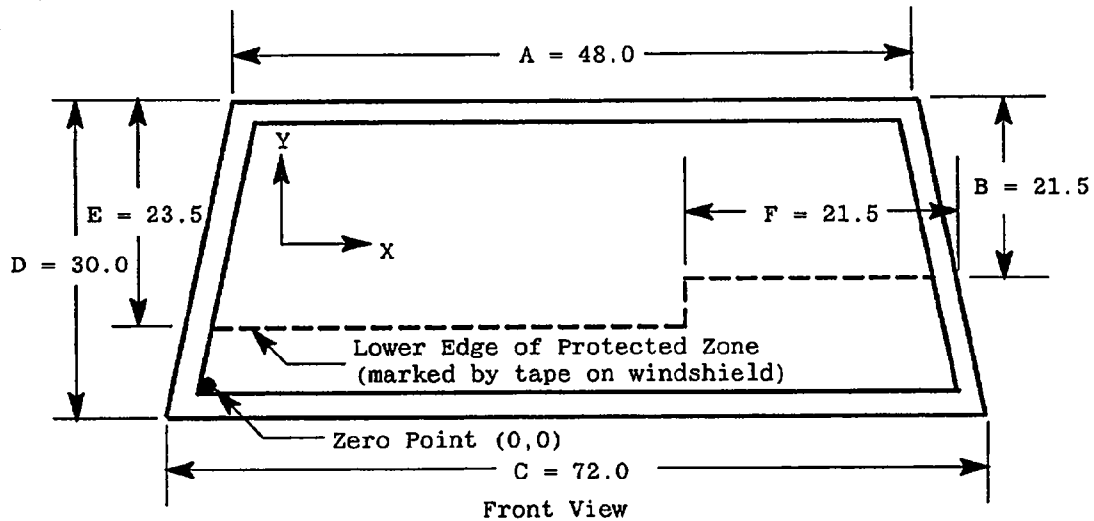 A = 48.0
Y
E = 23.5
B = 21.5
F = 21.5
X
D = 30.0
Lower Edge of Protected Zone
(marked by tape on windshield)
Zero Point (0,0)
C = 72.0
Front View